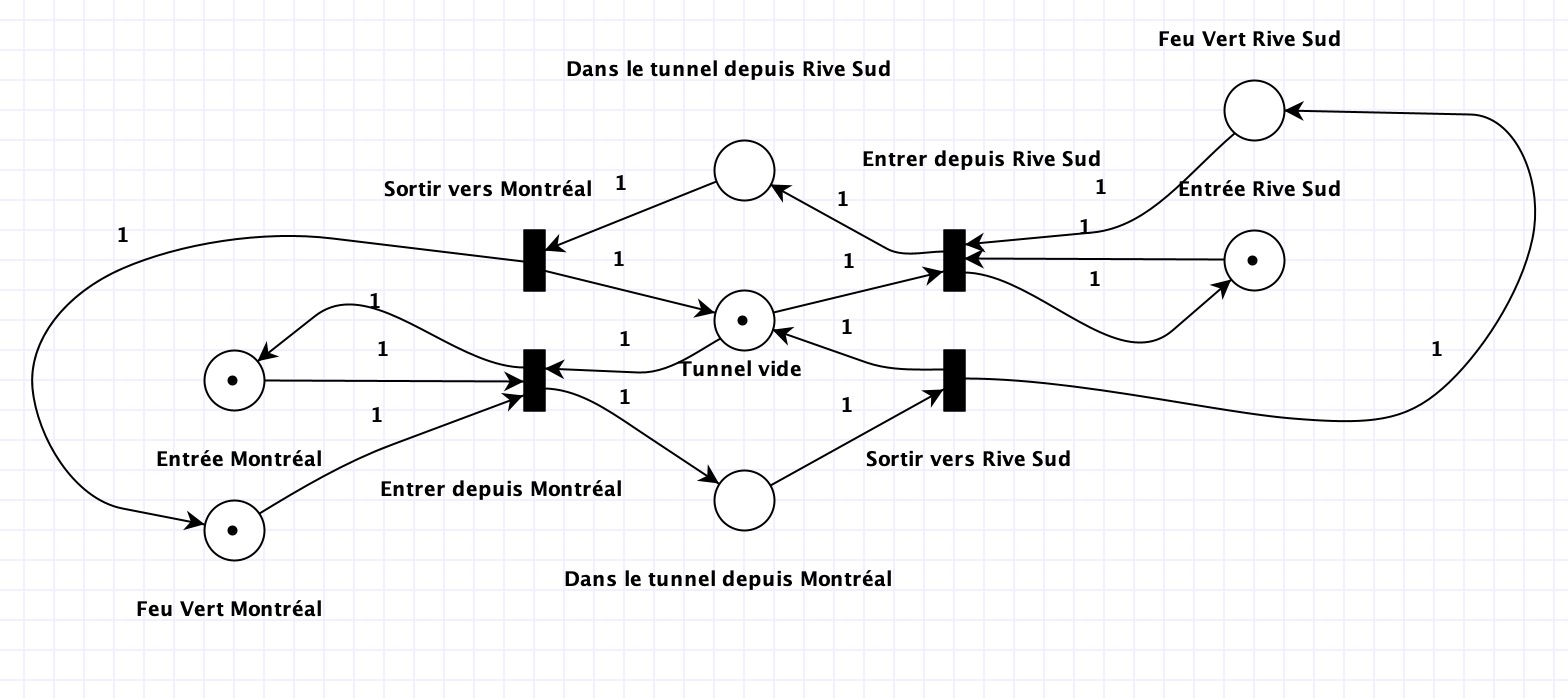 Feu Vert Rive Sud
Dans le tunnel depuis Rive Sud
Entrer depuis Rive Sud
Sortir vers Montréal
1
1
Entrée Rive Sud
1
1
1
1
1
1
1
1
1
1
1
1
Tunnel vide
1
1
1
Entrée Montréal
Sortir vers Rive Sud
Entrer depuis Montréal
Dans le tunnel depuis Montréal
Feu Vert Montréal